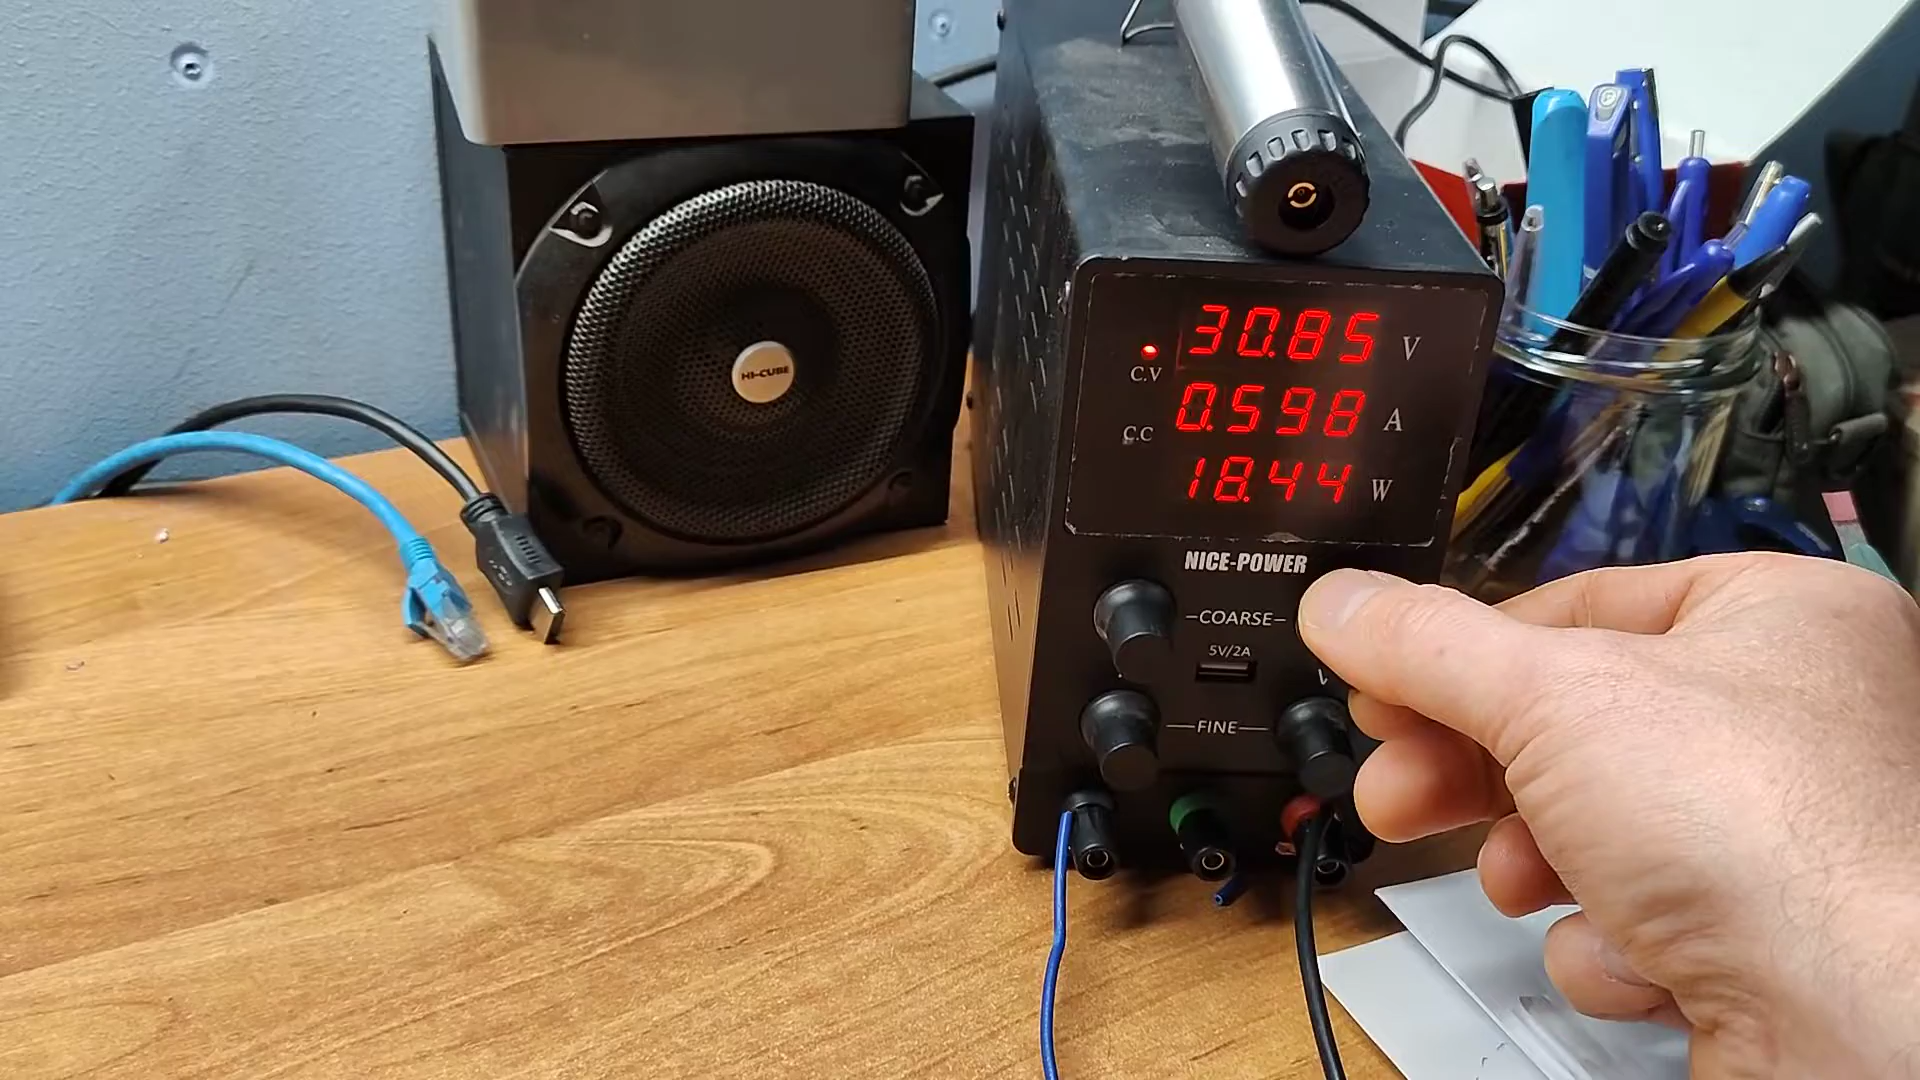 HI-CUBE
30.85 V
C.V
0.598 A
C.C
18.44 W
NICE-POWER
COARSE
5V/2A
V
FINE